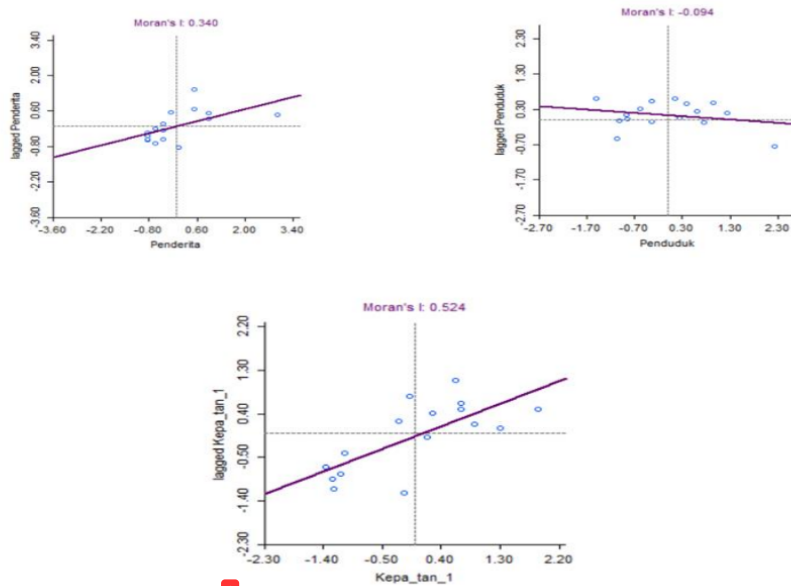 Moran's I: 0.340
lagged Penderita
3.40
2.00
0.60
-0.80
-2.20
-3.60
-3.60 -2.20 -0.80 0.60 2.00 3.40
Penderita
Moran's I: -0.094
lagged Penduduk
2.30
1.30
0.30
-0.70
-1.70
-2.70
-2.70 -1.70 -0.70 0.30 1.30 2.30
Penduduk
Moran's I: 0.524
lagged Kepa_tan_1
2.20
1.30
0.40
-0.50
-1.40
-2.30
-2.30 -1.40 -0.50 0.40 1.30 2.20
Kepa_tan_1